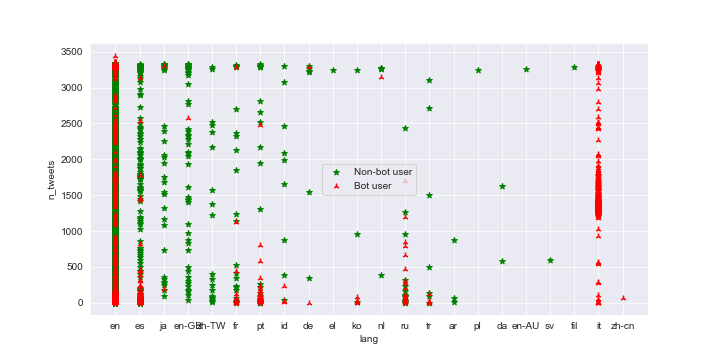 3500
3000
2500
2000
1500
1000
500
0
n_tweets
Non-bot user
Bot user
en es ja en-GB zh-TW fr pt id de el ko nl ru tr ar pl da en-AU sv fil it zh-cn
lang